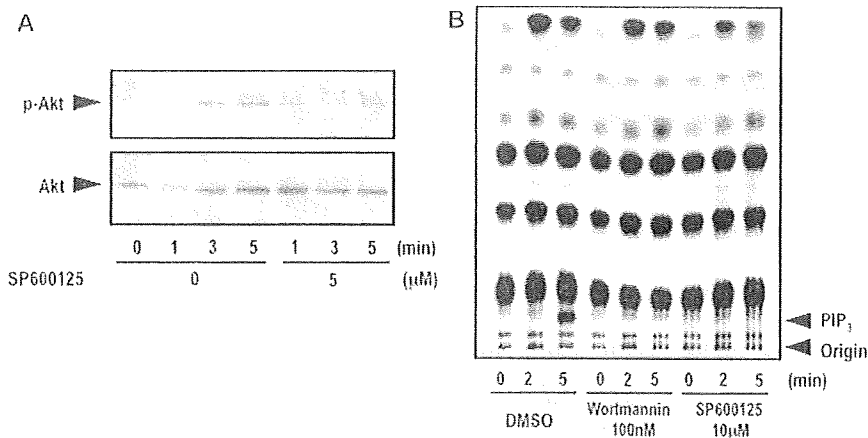 A
p-Akt
Akt
0 1 3 5 1 3 5 (min)
SP600125 0 5 (µM)
B
PIP3
Origin
0 2 5 0 2 5 0 2 5 (min)
DMSO Wortmannin 100nM SP600125 10µM